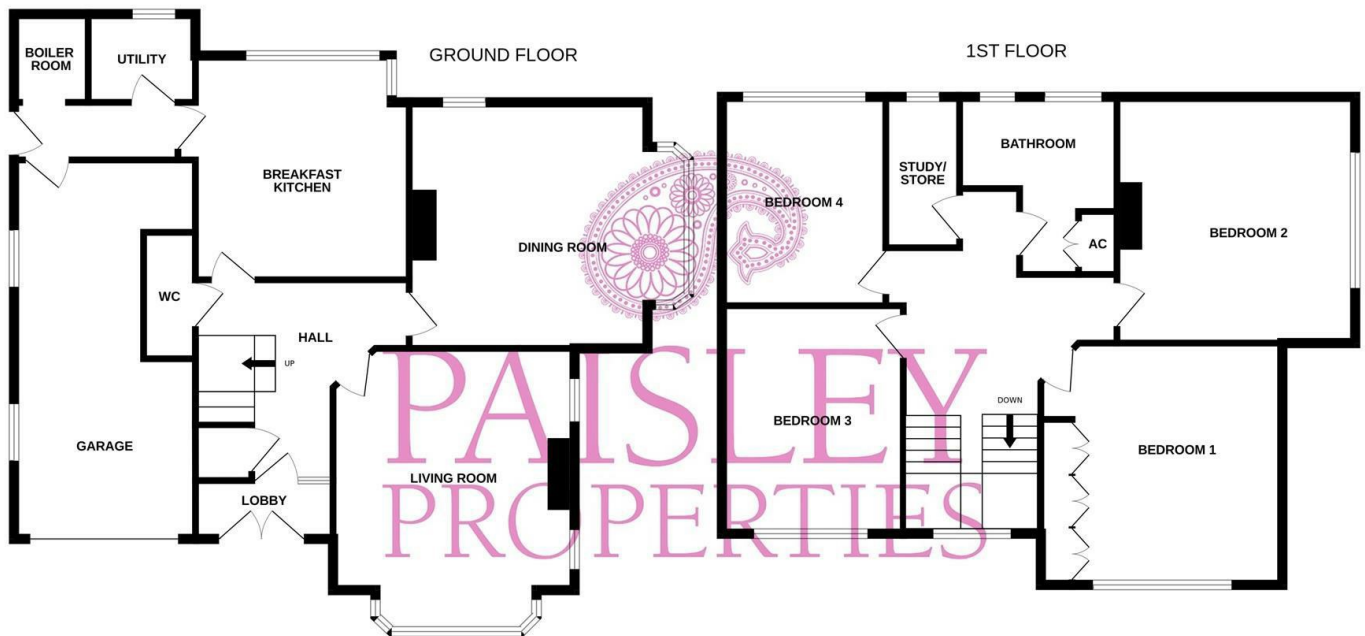 GROUND FLOOR
BOILER
ROOM
UTILITY
BREAKFAST
KITCHEN
DINING ROOM
WC
HALL
UP
GARAGE
LIVING ROOM
LOBBY
1ST FLOOR
BEDROOM 4
STUDY/
STORE
BATHROOM
AC
BEDROOM 2
BEDROOM 3
DOWN
BEDROOM 1
PAISLEY
PROPERTIES